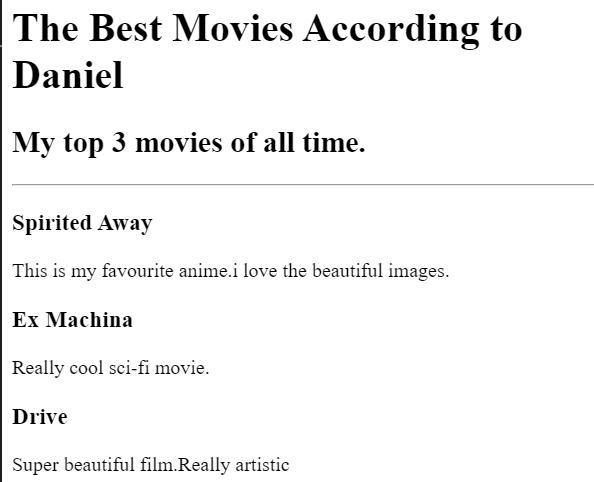 The Best Movies According to
Daniel
My top 3 movies of all time.
Spirited Away
This is my favourite anime.i love the beautiful images.
Ex Machina
Really cool sci-fi movie.
Drive
Super beautiful film.Really artistic